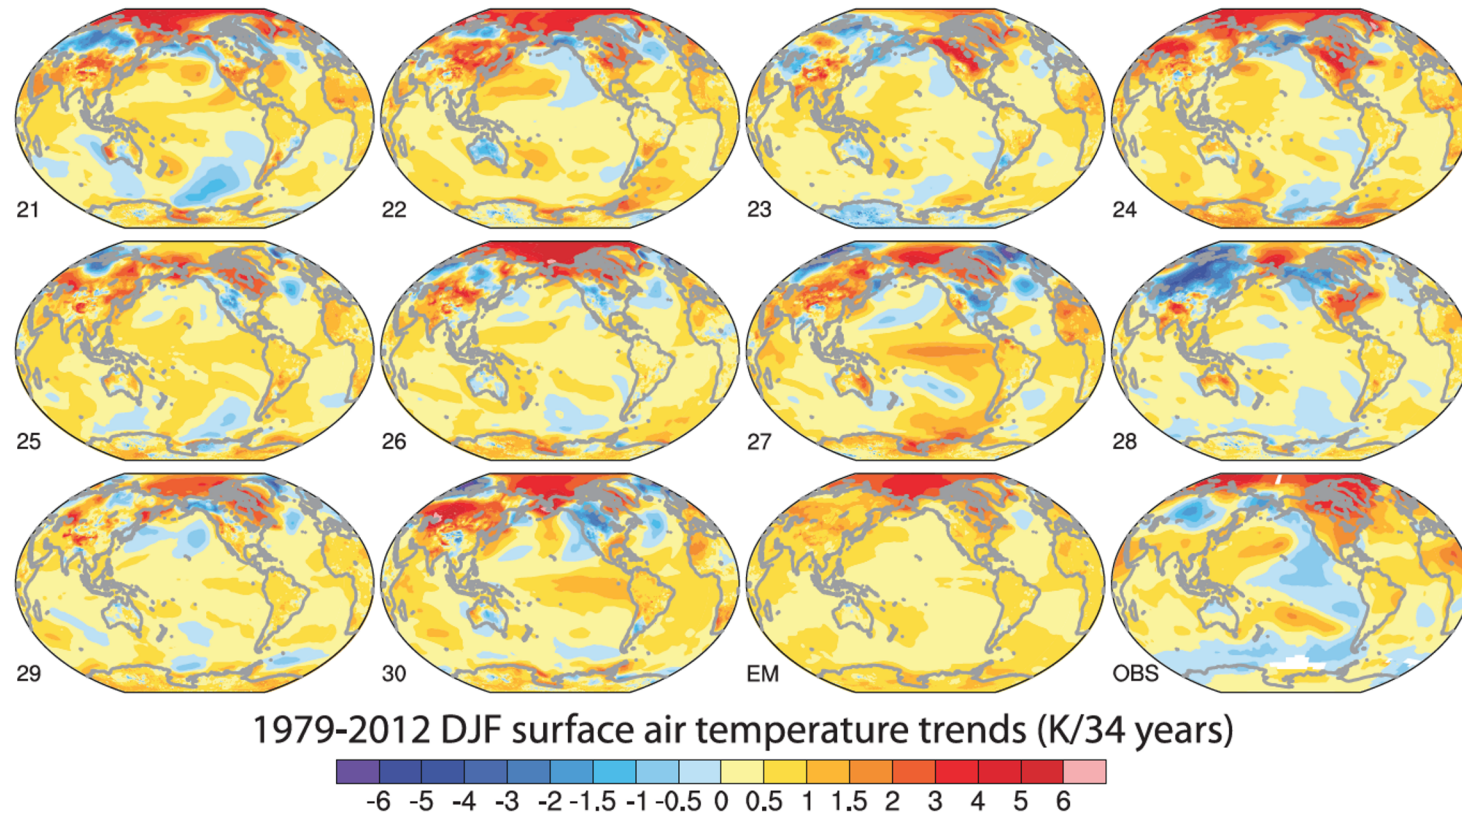 21 22 23 24
25 26 27 28
29 30 EM OBS
1979-2012 DJF surface air temperature trends (K/34 years)
-6 -5 -4 -3 -2 -1.5 -1 -0.5 0 0.5 1 1.5 2 3 4 5 6